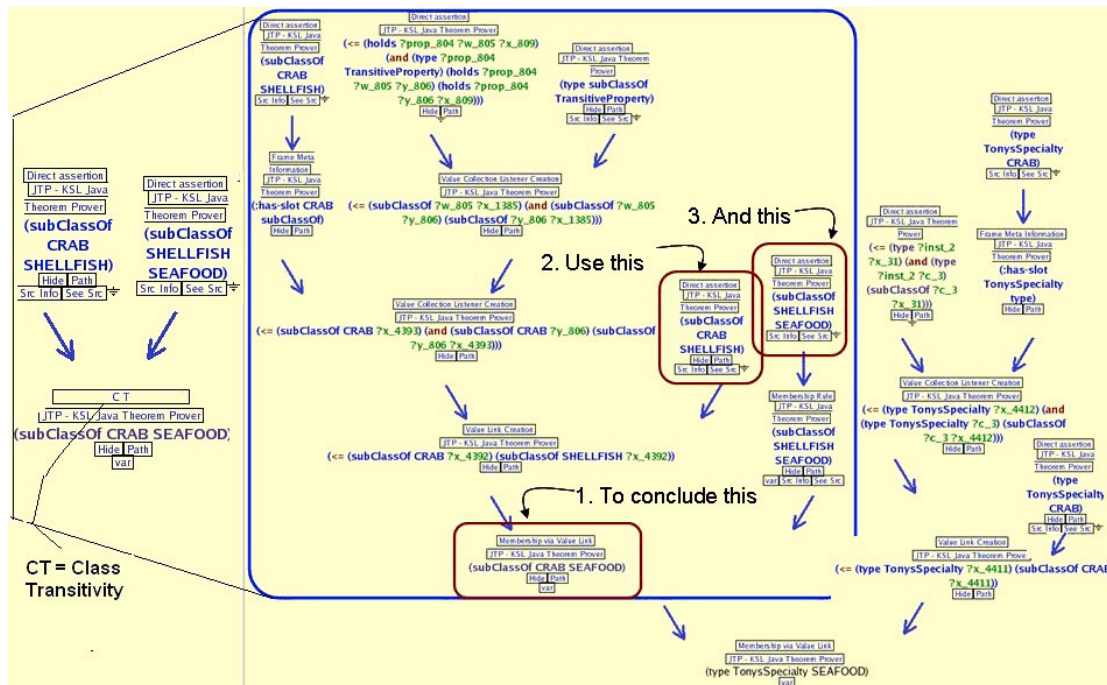 Direct assertion
JTP - KSL Java
Theorem Prover
(subClassOf
CRAB
SHELLFISH)
Hide Path
Src Info See Src
Direct assertion
JTP - KSL Java
Theorem Prover
(subClassOf
SHELLFISH
SEAFOOD)
Src Info See Src
C T
JTP - KSL Java Theorem Prover
(subClassOf CRAB SEAFOOD)
Hide Path
var
CT = Class
Transitivity
Direct assertion
JTP - KSL Java
Theorem Prover
(subClassOf
CRAB
SHELLFISH)
Src Info See Src
Direct assertion
JTP - KSL Java Theorem Prover
(<= (holds ?prop_804 ?w_805 ?x_809)
(and (type ?prop_804
TransitiveProperty) (holds ?prop_804
?w_805 ?y_806) (holds ?prop_804
?y_806 ?x_809)))
Hide Path
Direct assertion
JTP - KSL Java Theorem
Prover
(type subClassOf
TransitiveProperty)
Hide Path
Src Info See Src
Frame Meta
Information
JTP - KSL Java
Theorem Prover
(:has-slot CRAB
subClassOf)
Hide Path
Value Collection Listener Creation
JTP - KSL Java Theorem Prover
(<= (subClassOf ?w_805 ?x_1385) (and (subClassOf ?w_805
?y_806) (subClassOf ?y_806 ?x_1385)))
Hide Path
Value Collection Listener Creation
JTP - KSL Java Theorem Prover
(<= (subClassOf CRAB ?x_4393) (and (subClassOf CRAB ?y_806) (subClassOf
?y_806 ?x_4393)))
Hide Path
2. Use this
3. And this
Direct assertion
JTP - KSL Java
Theorem Prover
(subClassOf
CRAB
SHELLFISH)
Hide Path
Src Info See Src
Direct assertion
JTP - KSL Java
Theorem Prover
(subClassOf
SHELLFISH
SEAFOOD)
Src Info See Src
Value Link Creation
JTP - KSL Java Theorem Prover
(<= (subClassOf CRAB ?x_4392) (subClassOf SHELLFISH ?x_4392))
Hide Path
Membership Rule
JTP - KSL Java
Theorem Prover
(subClassOf
SHELLFISH
SEAFOOD)
Hide Path
var Src Info See Src
1. To conclude this
Membership via Value Link
JTP - KSL Java Theorem Prover
(subClassOf CRAB SEAFOOD)
Hide Path
var
Direct assertion
JTP - KSL Java
Theorem Prover
(type
TonysSpecialty
CRAB)
Src Info See Src
Direct assertion
JTP - KSL Java Theorem
Prover
(<= (type ?inst_2
?x_31) (and (type
?inst_2 ?c_3)
(subClassOf ?c_3
?x_31)))
Hide Path
Frame Meta Information
JTP - KSL Java
Theorem Prover
(:has-slot
TonysSpecialty
type)
Hide Path
Value Collection Listener Creation
JTP - KSL Java Theorem Prover
(<= (type TonysSpecialty ?x_4412) (and
(type TonysSpecialty ?c_3) (subClassOf
?c_3 ?x_4412)))
Hide Path
Direct assertion
JTP - KSL Java
Theorem Prover
(type
TonysSpecialty
CRAB)
Hide Path
Src Info See Src
Value Link Creation
JTP - KSL Java Theorem Prove
(<= (type TonysSpecialty ?x_4411) (subClassOf CRAB
?x_4411))
Hide Path
Membership via Value Link
JTP - KSL Java Theorem Prover
(type TonysSpecialty SEAFOOD)
var